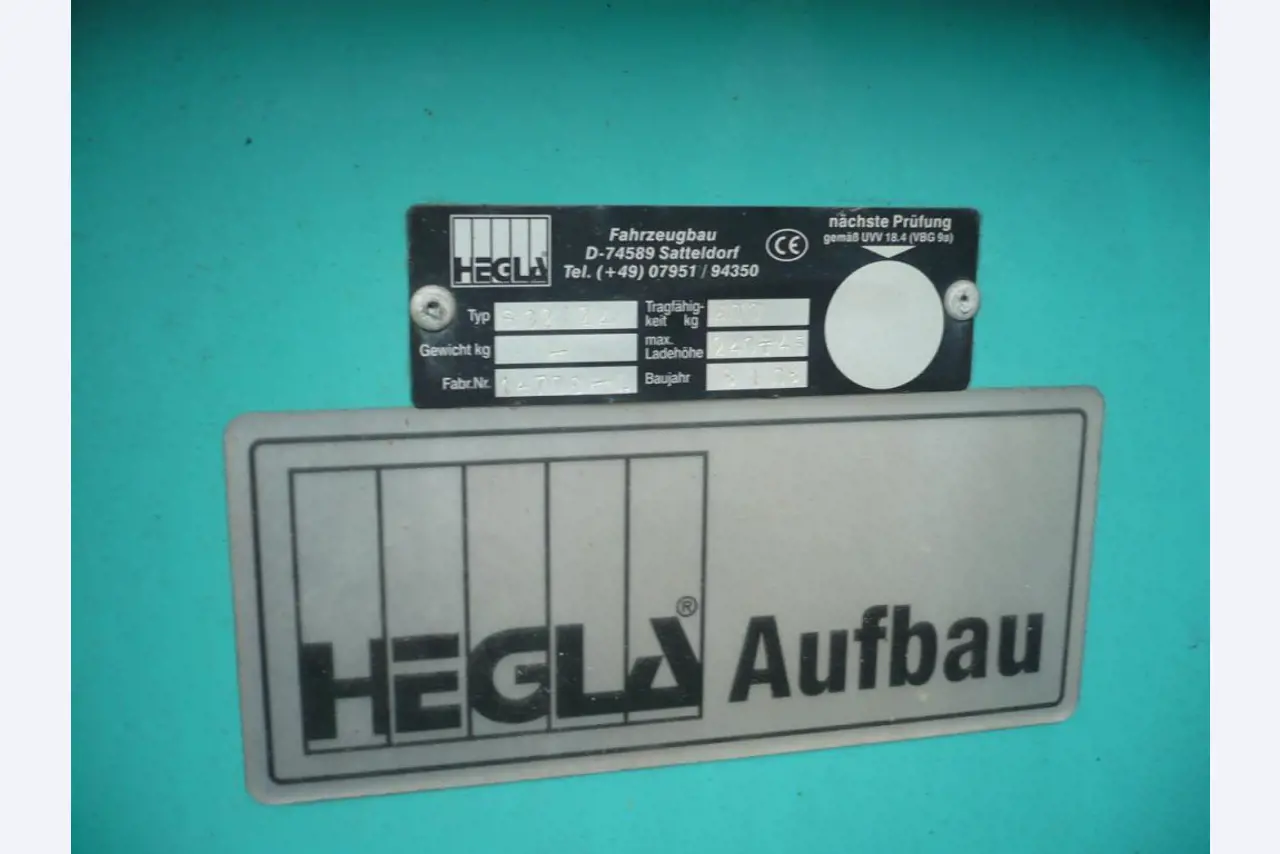 HEGLA
Fahrzeugbau
D-74589 Satteldorf
Tel. (+49) 07951 / 94350
CE
nächste Prüfung
gemäß UVV 18.4 (VBG 9a)
Typ
Tragfähig-
keit kg
Gewicht kg –
max.
Ladehöhe
Fabr.Nr.
Baujahr
HEGLA® Aufbau